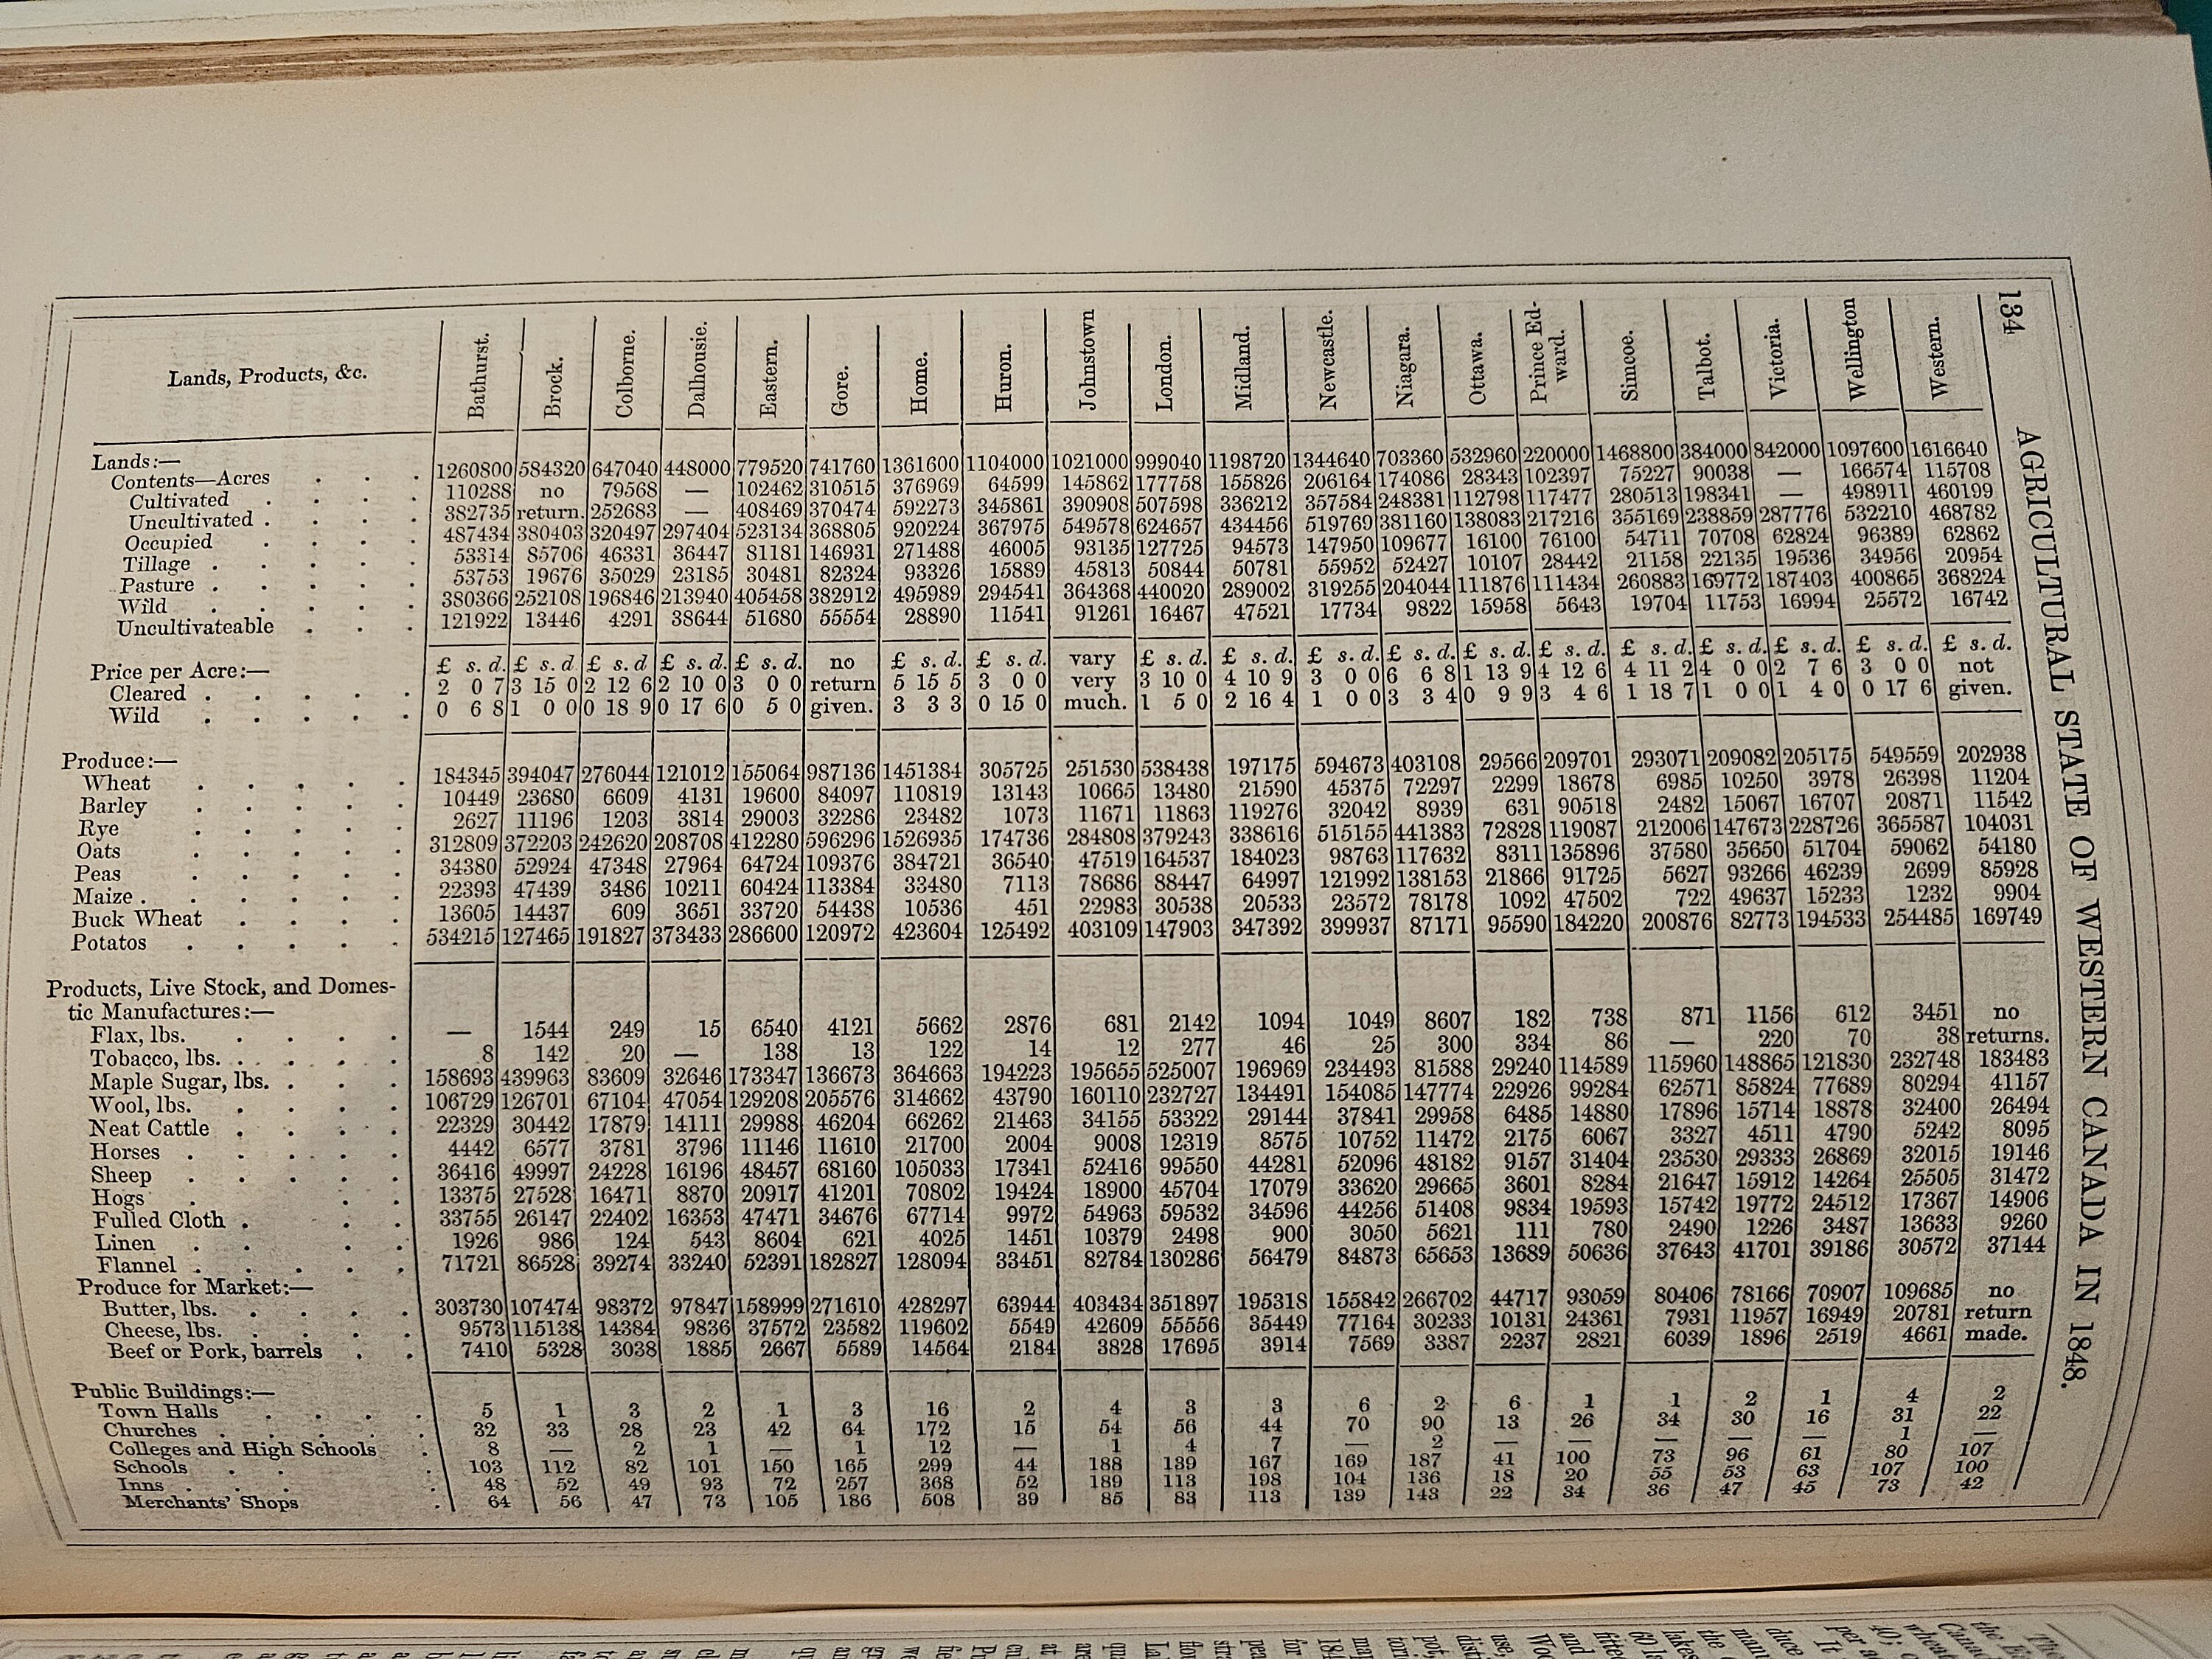 134
AGRICULTURAL STATE OF WESTERN CANADA IN 1848.
Lands, Products, &c. Bathurst. Brock. Colborne. Dalhousie. Eastern. Gore. Home. Huron. Johnstown London. Midland. Newcastle. Niagara. Ottawa. Prince Ed-ward. Simcoe. Talbot. Victoria. Wellington Western.
Lands:—
Contents—Acres . . . 1260800 584320 647040 448000 779520 741760 1361600 1104000 1021000 999040 1198720 1344640 703360 532960 220000 1468800 384000 842000 1097600 1616640
Cultivated . . . . 110288 no 79568 — 102462 310515 376969 64599 145862 177758 155826 206164 174086 28343 102397 75227 90038 — 166574 115708
Uncultivated . . . . 382735 return. 252683 — 408469 370474 592273 345861 390908 507598 336212 357584 248381 112798 117477 280513 198341 — 498911 460199
Occupied . . . . 487434 380403 320497 297404 523134 368805 920224 367975 549578 624657 434456 519769 381160 138083 217216 355169 238859 287776 532210 468782
Tillage . . . . . 53314 85706 46331 36447 81181 146931 271488 46005 93135 127725 94573 147950 109677 16100 76100 54711 70708 62824 96389 62862
Pasture . . . . . 53753 19676 35029 23185 30481 82324 93326 15889 45813 50844 50781 55952 52427 10107 28442 21158 22135 19536 34956 20954
Wild . . . . . 380366 252108 196846 213940 405458 382912 495989 294541 364368 440020 289002 319255 204044 111876 111434 260883 169772 187403 400865 368224
Uncultivateable . . . 121922 13446 4291 38644 51680 55554 28890 11541 91261 16467 47521 17734 9822 15958 5643 19704 11753 16994 25572 16742
Price per Acre:— £ s. d. £ s. d £ s. d £ s. d. £ s. d. no £ s. d. £ s. d. vary £ s. d. £ s. d. £ s. d. £ s. d. £ s. d. £ s. d. £ s. d. £ s. d. £ s. d. £ s. d. £ s. d.
Cleared . . . . 2 0 7 3 15 0 2 12 6 2 10 0 3 0 0 return 5 15 5 3 0 0 very 3 10 0 4 10 9 3 0 0 6 6 8 1 13 9 4 12 6 4 11 2 4 0 0 2 7 6 3 0 0 not
Wild . . . . 0 6 8 1 0 0 0 18 9 0 17 6 0 5 0 given. 3 3 3 0 15 0 much. 1 5 0 2 16 4 1 0 0 3 3 4 0 9 9 3 4 6 1 18 7 1 0 0 1 4 0 0 17 6 given.
Produce:—
Wheat . . . . . 184345 394047 276044 121012 155064 987136 1451384 305725 251530 538438 197175 594673 403108 29566 209701 293071 209082 205175 549559 202938
Barley . . . . . 10449 23680 6609 4131 19600 84097 110819 13143 10665 13480 21590 45375 72297 2299 18678 6985 10250 3978 26398 11204
Rye . . . . . 2627 11196 1203 3814 29003 32286 23482 1073 11671 11863 119276 32042 8939 631 90518 2482 15067 16707 20871 11542
Oats . . . . . 312809 372203 242620 208708 412280 596296 1526935 174736 284808 379243 338616 515155 441383 72828 119087 212006 147673 228726 365587 104031
Peas . . . . . 34380 52924 47348 27964 64724 109376 384721 36540 47519 164537 184023 98763 117632 8311 135896 37580 35650 51704 59062 54180
Maize . . . . . . 22393 47439 3486 10211 60424 113384 33480 7113 78686 88447 64997 121992 138153 21866 91725 5627 93266 46239 2699 85928
Buck Wheat . . . . 13605 14437 609 3651 33720 54438 10536 451 22983 30538 20533 23572 78178 1092 47502 722 49637 15233 1232 9904
Potatos . . . . . 534215 127465 191827 373433 286600 120972 423604 125492 403109 147903 347392 399937 87171 95590 184220 200876 82773 194533 254485 169749
Products, Live Stock, and Domes-
tic Manufactures:—
Flax, lbs. . . . . — 1544 249 15 6540 4121 5662 2876 681 2142 1094 1049 8607 182 738 871 1156 612 3451 no
Tobacco, lbs. . . . . 8 142 20 — 138 13 122 14 12 277 46 25 300 334 86 — 220 70 38 returns.
Maple Sugar, lbs. . . . 158693 439963 83609 32646 173347 136673 364663 194223 195655 525007 196969 234493 81588 29240 114589 115960 148865 121830 232748 183483
Wool, lbs. . . . . 106729 126701 67104 47054 129208 205576 314662 43790 160110 232727 134491 154085 147774 22926 99284 62571 85824 77689 80294 41157
Neat Cattle . . . . 22329 30442 17879 14111 29988 46204 66262 21463 34155 53322 29144 37841 29958 6485 14880 17896 15714 18878 32400 26494
Horses . . . . . 4442 6577 3781 3796 11146 11610 21700 2004 9008 12319 8575 10752 11472 2175 6067 3327 4511 4790 5242 8095
Sheep . . . . . 36416 49997 24228 16196 48457 68160 105033 17341 52416 99550 44281 52096 48182 9157 31404 23530 29333 26869 32015 19146
Hogs . . . 13375 27528 16471 8870 20917 41201 70802 19424 18900 45704 17079 33620 29665 3601 8284 21647 15912 14264 25505 31472
Fulled Cloth . . . 33755 26147 22402 16353 47471 34676 67714 9972 54963 59532 34596 44256 51408 9834 19593 15742 19772 24512 17367 14906
Linen . . . . 1926 986 124 543 8604 621 4025 1451 10379 2498 900 3050 5621 111 780 2490 1226 3487 13633 9260
Flannel . . . . . 71721 86528 39274 33240 52391 182827 128094 33451 82784 130286 56479 84873 65653 13689 50636 37643 41701 39186 30572 37144
Produce for Market:—
Butter, lbs. . . . . 303730 107474 98372 97847 158999 271610 428297 63944 403434 351897 195318 155842 266702 44717 93059 80406 78166 70907 109685 no
Cheese, lbs. . . . . 9573 115138 14384 9836 37572 23582 119602 5549 42609 55556 35449 77164 30233 10131 24361 7931 11957 16949 20781 return
Beef or Pork, barrels . . 7410 5328 3038 1885 2667 5589 14564 2184 3828 17695 3914 7569 3387 2237 2821 6039 1896 2519 4661 made.
Public Buildings:—
Town Halls . . . . 5 1 3 2 1 3 16 2 4 3 3 6 2 6 1 1 2 1 4 2
Churches . . . . . 32 33 28 23 42 64 172 15 54 56 44 70 90 13 26 34 30 16 31 22
Colleges and High Schools . 8 — 2 1 — 1 12 — 1 4 7 — 2 — — — — — 1 —
Schools . . . 103 112 82 101 150 165 299 44 188 139 167 169 187 41 100 73 96 61 80 107
Inns . . . 48 52 49 93 72 257 368 52 189 113 198 104 136 18 20 55 53 63 107 100
Merchants' Shops . 64 56 47 73 105 186 508 39 85 83 113 139 143 22 34 36 47 45 73 42